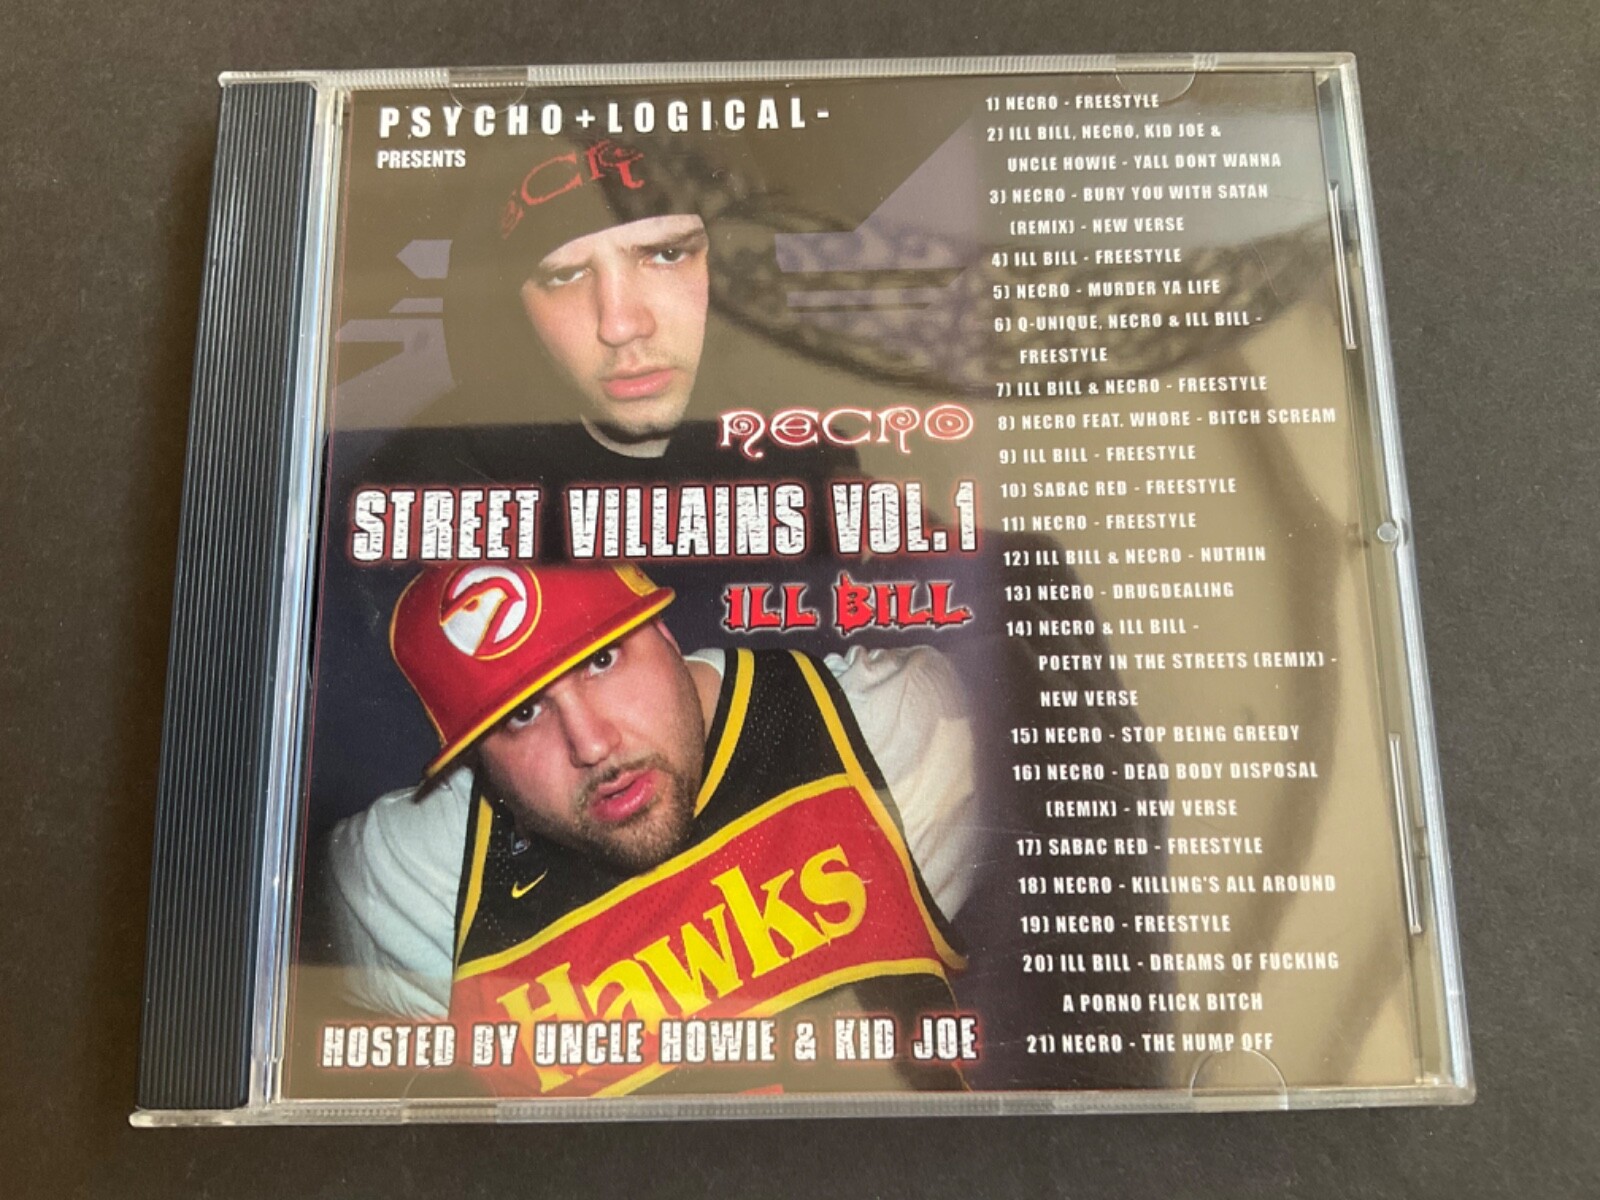 PSYCHO+LOGICAL-
PRESENTS
NECRO
STREET VILLAINS VOL.1
ILL BILL
Hawks
HOSTED BY UNCLE HOWIE & KID JOE
1) NECRO - FREESTYLE
2) ILL BILL, NECRO, KID JOE &
UNCLE HOWIE - YALL DONT WANNA
3) NECRO - BURY YOU WITH SATAN
(REMIX) - NEW VERSE
4) ILL BILL - FREESTYLE
5) NECRO - MURDER YA LIFE
6) Q-UNIQUE, NECRO & ILL BILL -
FREESTYLE
7) ILL BILL & NECRO - FREESTYLE
8) NECRO FEAT. WHORE - BITCH SCREAM
9) ILL BILL - FREESTYLE
10) SABAC RED - FREESTYLE
11) NECRO - FREESTYLE
12) ILL BILL & NECRO - NUTHIN
13) NECRO - DRUGDEALING
14) NECRO & ILL BILL -
POETRY IN THE STREETS (REMIX) -
NEW VERSE
15) NECRO - STOP BEING GREEDY
16) NECRO - DEAD BODY DISPOSAL
(REMIX) - NEW VERSE
17) SABAC RED - FREESTYLE
18) NECRO - KILLING'S ALL AROUND
19) NECRO - FREESTYLE
20) ILL BILL - DREAMS OF FUCKING
A PORNO FLICK BITCH
21) NECRO - THE HUMP OFF